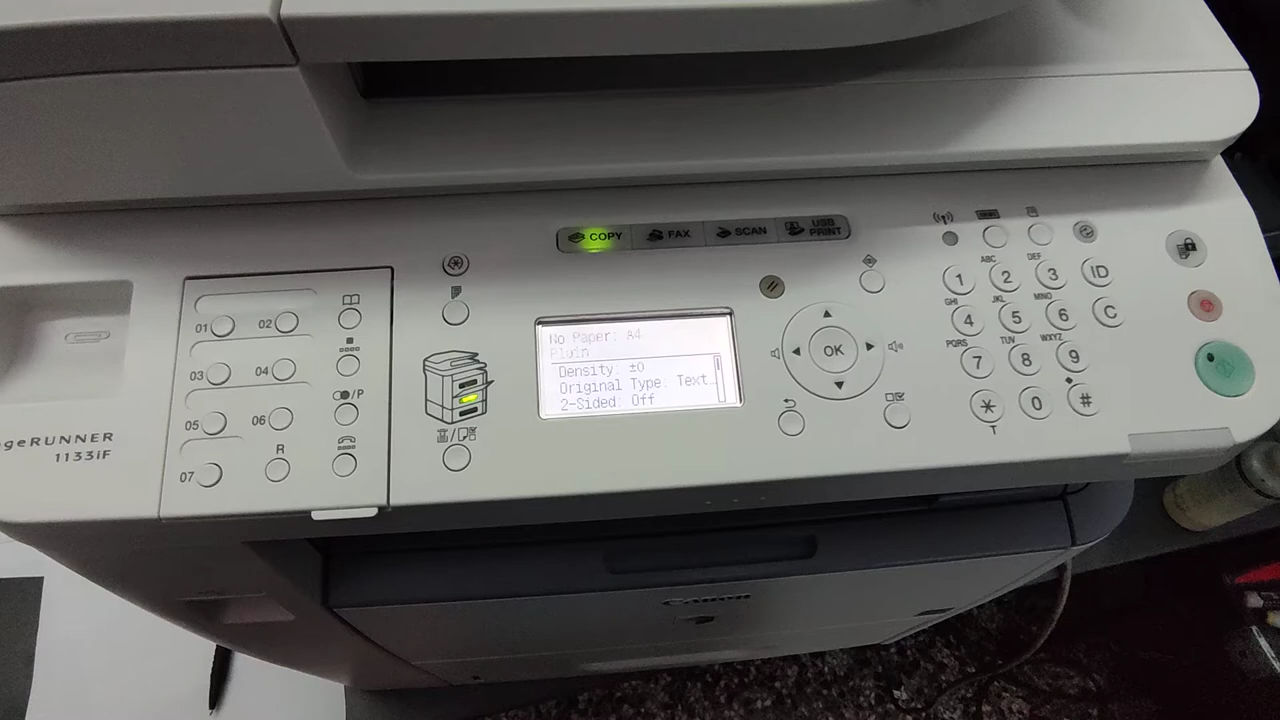 COPY
FAX
SCAN
USB PRINT
01
02
03
04
05
06
07
R
/P
geRUNNER
1133iF
No Paper: A4
Plain
Density: ±0
Original Type: Text..
2-Sided: Off
OK
ABC
DEF
1
2
3
ID
GHI
JKL
MNO
4
5
6
C
PQRS
TUV
WXYZ
7
8
9
*
0
#
T
Canon